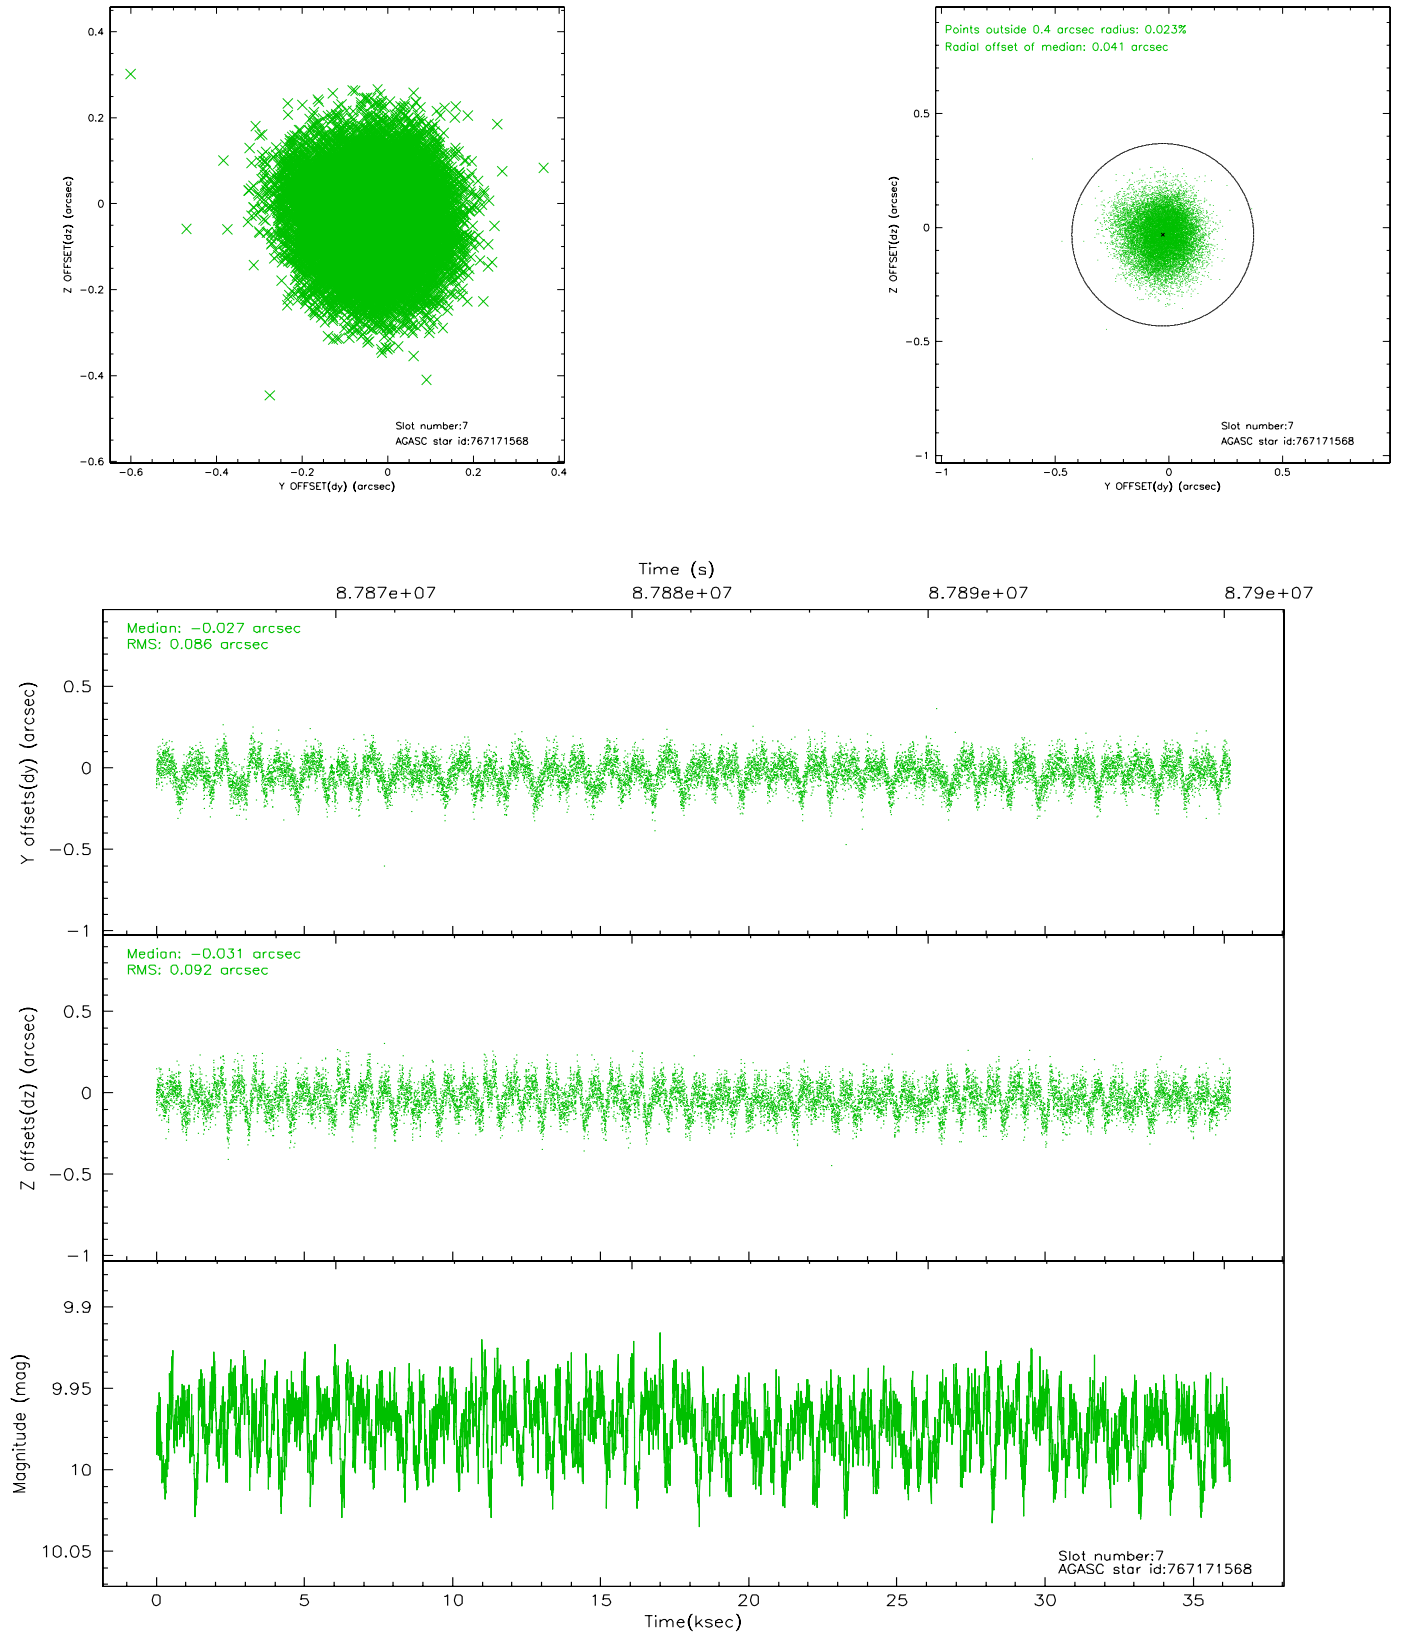 0.4
0.2
0
-0.2
-0.4
-0.6
Z OFFSET(dz) (arcsec)
-0.6
-0.4
-0.2
0
0.2
0.4
Y OFFSET(dy) (arcsec)
Slot number:7
AGASC star id:767171568
Points outside 0.4 arcsec radius: 0.023%
Radial offset of median: 0.041 arcsec
0.5
0
-0.5
-1
Z OFFSET(dz) (arcsec)
-1
-0.5
0
0.5
Y OFFSET(dy) (arcsec)
Slot number:7
AGASC star id:767171568
Time (s)
8.787e+07
8.788e+07
8.789e+07
8.79e+07
Median: -0.027 arcsec
RMS: 0.086 arcsec
0.5
0
-0.5
-1
Y offsets(dy) (arcsec)
Median: -0.031 arcsec
RMS: 0.092 arcsec
0.5
0
-0.5
-1
Z offsets(dz) (arcsec)
9.9
9.95
10
10.05
Magnitude (mag)
Slot number:7
AGASC star id:767171568
0
5
10
15
20
25
30
35
Time(ksec)